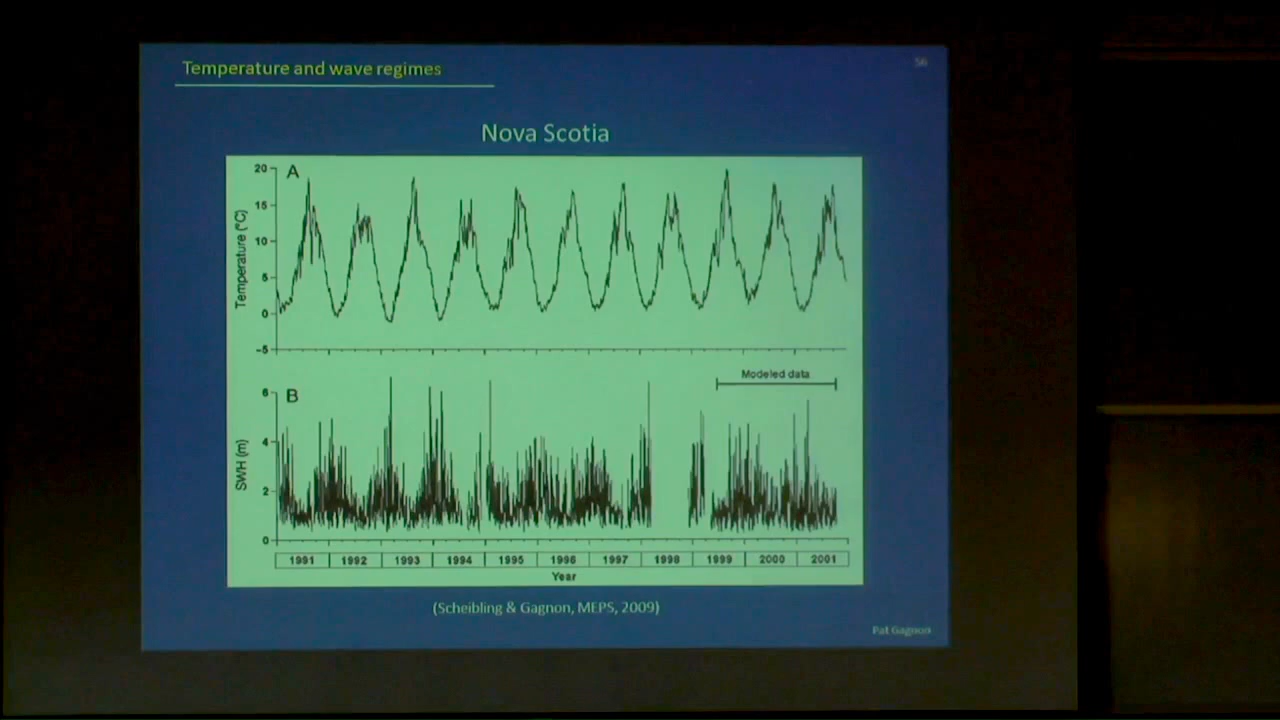 Temperature and wave regimes
56
Nova Scotia
A
20
15
10
5
0
-5
Temperature (°C)
Modeled data
B
6
4
2
0
SWH (m)
1991 1992 1993 1994 1995 1996 1997 1998 1999 2000 2001
Year
(Scheibling & Gagnon, MEPS, 2009)
Pat Gagnon